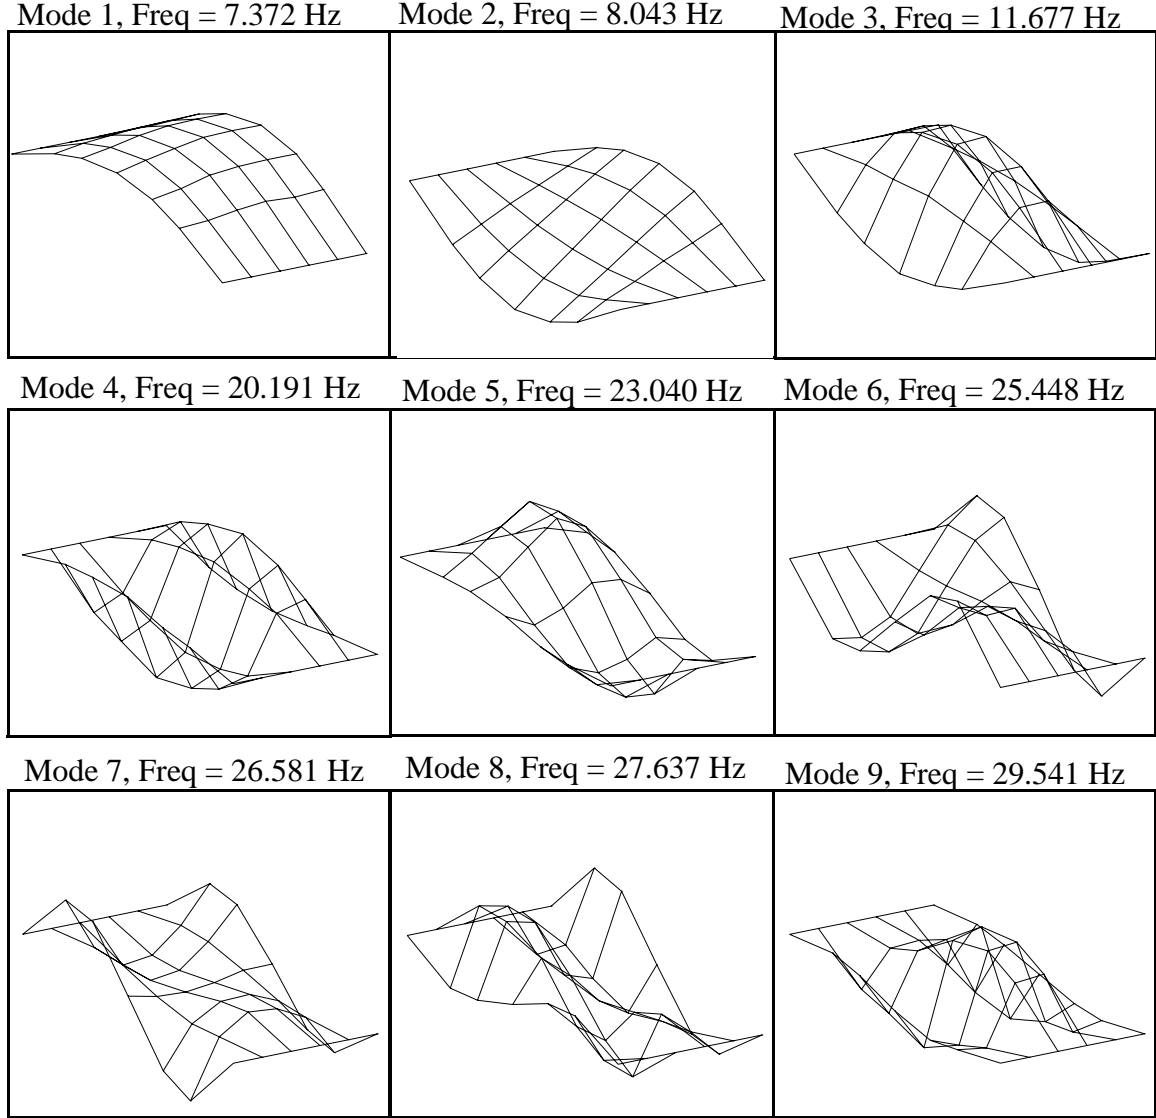 Mode 1, Freq = 7.372 Hz
Mode 2, Freq = 8.043 Hz
Mode 3, Freq = 11.677 Hz
Mode 4, Freq = 20.191 Hz
Mode 5, Freq = 23.040 Hz
Mode 6, Freq = 25.448 Hz
Mode 7, Freq = 26.581 Hz
Mode 8, Freq = 27.637 Hz
Mode 9, Freq = 29.541 Hz